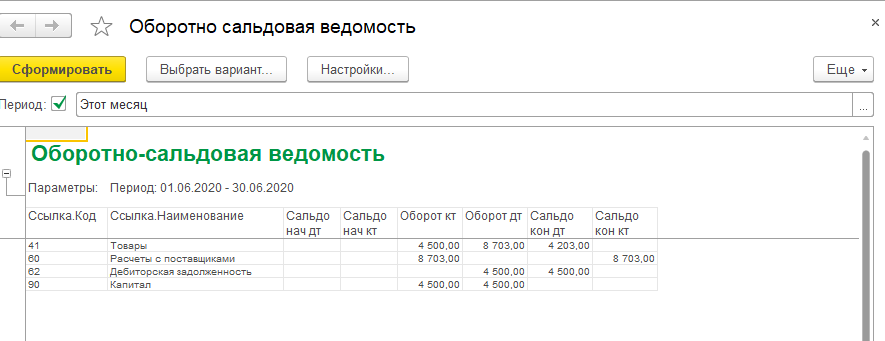 Оборотно сальдовая ведомость
×
Сформировать Выбрать вариант... Настройки... Еще
Период: Этот месяц ...
Оборотно-сальдовая ведомость
Параметры: Период: 01.06.2020 - 30.06.2020
Ссылка.Код Ссылка.Наименование Сальдо нач дт Сальдо нач кт Оборот кт Оборот дт Сальдо кон дт Сальдо кон кт
41 Товары 4 500,00 8 703,00 4 203,00
60 Расчеты с поставщиками 8 703,00 8 703,00
62 Дебиторская задолженность 4 500,00 4 500,00
90 Капитал 4 500,00 4 500,00